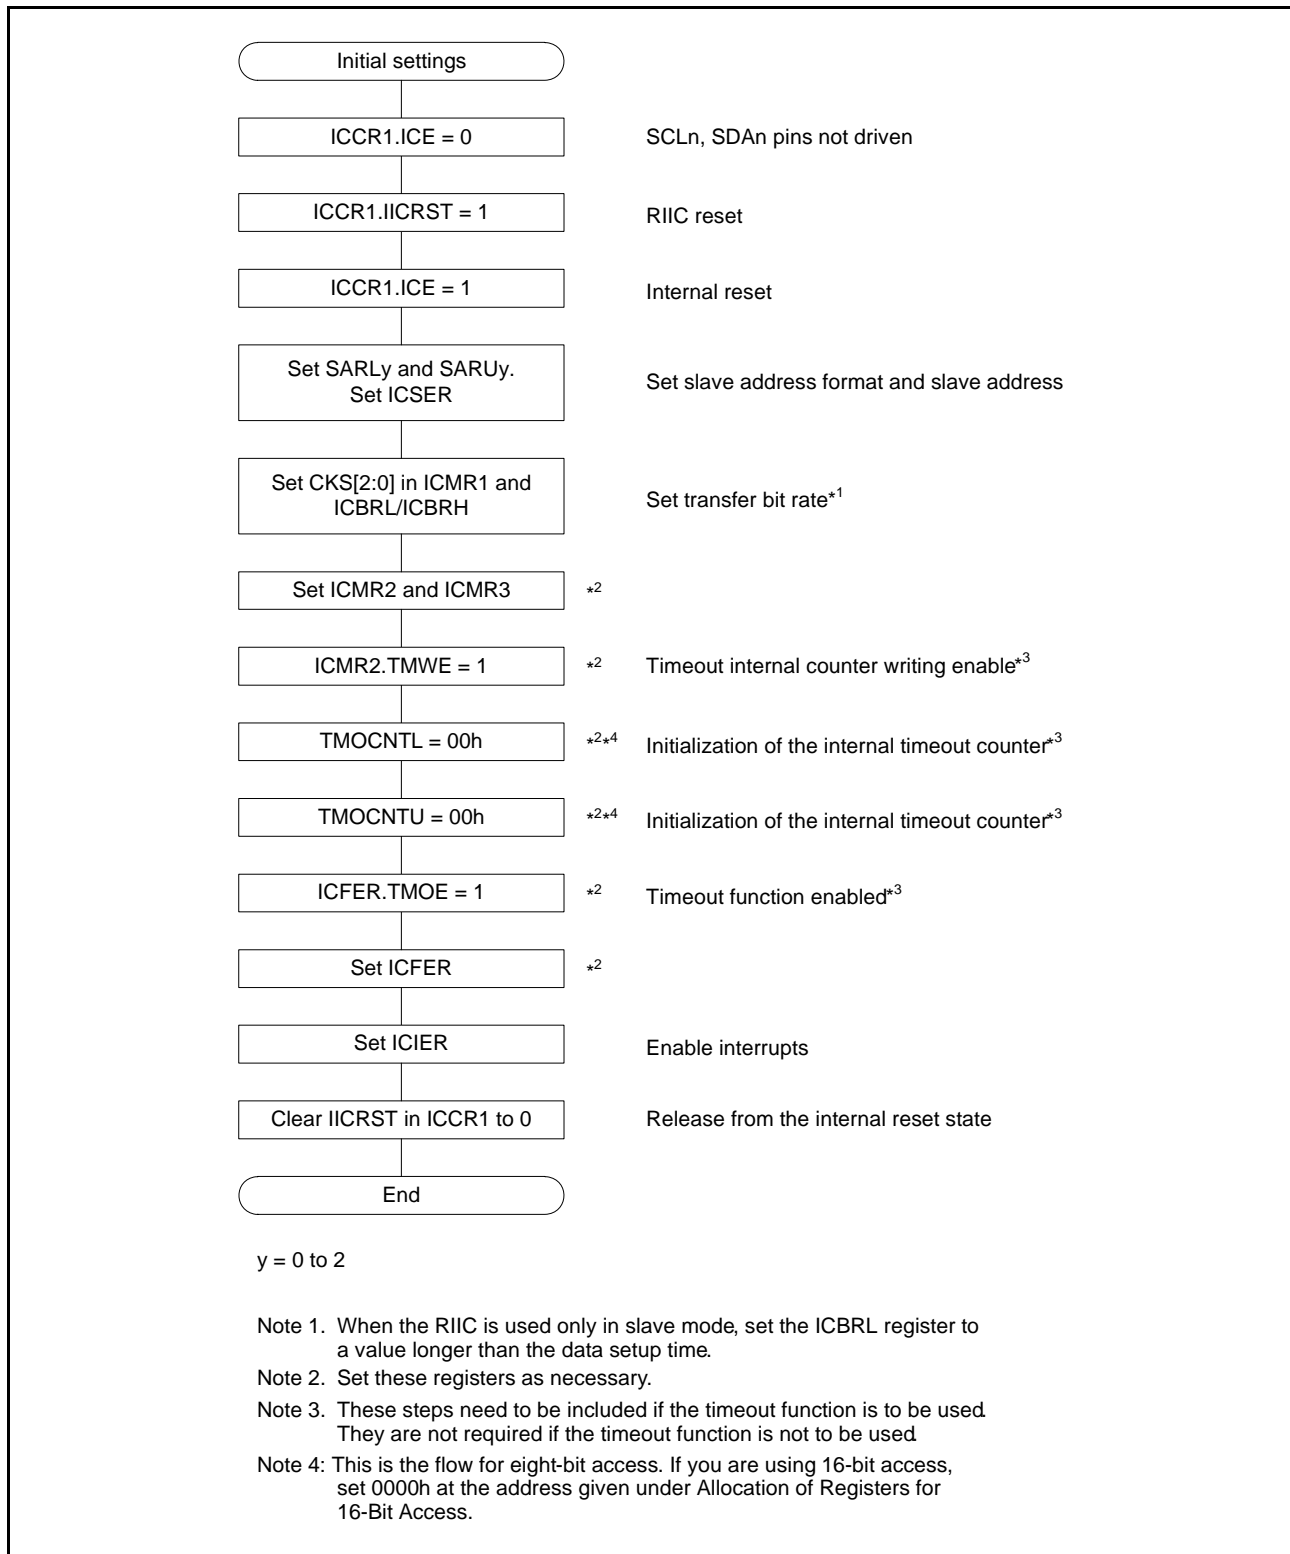 Initial settings
ICCR1.ICE = 0
SCLn, SDAn pins not driven
ICCR1.IICRST = 1
RIIC reset
ICCR1.ICE = 1
Internal reset
Set SARLy and SARUy.
Set ICSER
Set slave address format and slave address
Set CKS[2:0] in ICMR1 and
ICBRL/ICBRH
Set transfer bit rate*1
Set ICMR2 and ICMR3
*2
ICMR2.TMWE = 1
*2
Timeout internal counter writing enable*3
TMOCNTL = 00h
*2*4
Initialization of the internal timeout counter*3
TMOCNTU = 00h
*2*4
Initialization of the internal timeout counter*3
ICFER.TMOE = 1
*2
Timeout function enabled*3
Set ICFER
*2
Set ICIER
Enable interrupts
Clear IICRST in ICCR1 to 0
Release from the internal reset state
End
y = 0 to 2
Note 1. When the RIIC is used only in slave mode, set the ICBRL register to
a value longer than the data setup time.
Note 2. Set these registers as necessary.
Note 3. These steps need to be included if the timeout function is to be used.
They are not required if the timeout function is not to be used.
Note 4: This is the flow for eight-bit access. If you are using 16-bit access,
set 0000h at the address given under Allocation of Registers for
16-Bit Access.